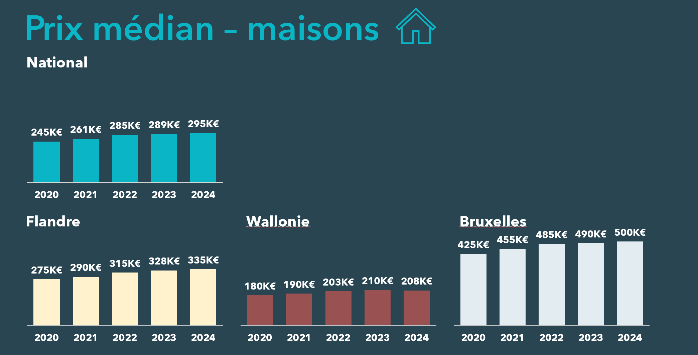 Prix médian – maisons
National
245K€ 261K€ 285K€ 289K€ 295K€
2020 2021 2022 2023 2024
Flandre
275K€ 290K€ 315K€ 328K€ 335K€
2020 2021 2022 2023 2024
Wallonie
180K€ 190K€ 203K€ 210K€ 208K€
2020 2021 2022 2023 2024
Bruxelles
425K€ 455K€ 485K€ 490K€ 500K€
2020 2021 2022 2023 2024